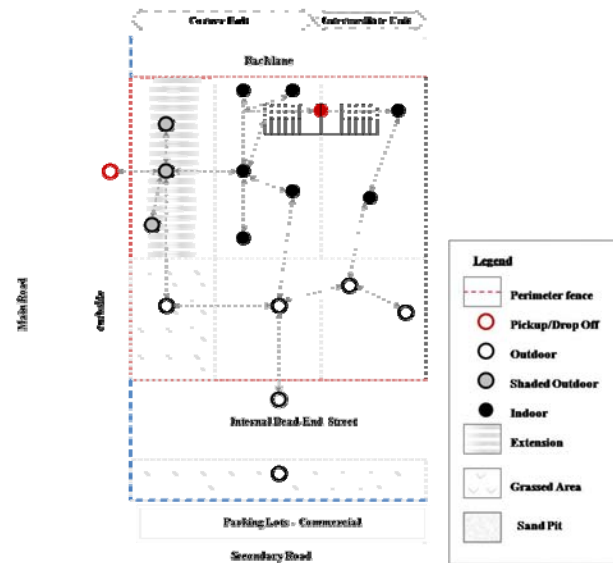 Corner Unit
Intermediate Unit
Backlane
Main Road
curbside
Internal Dead-End Street
Parking Lots - Commercial
Secondary Road
Legend
Perimeter fence
Pickup/Drop Off
Outdoor
Shaded Outdoor
Indoor
Extension
Grassed Area
Sand Pit